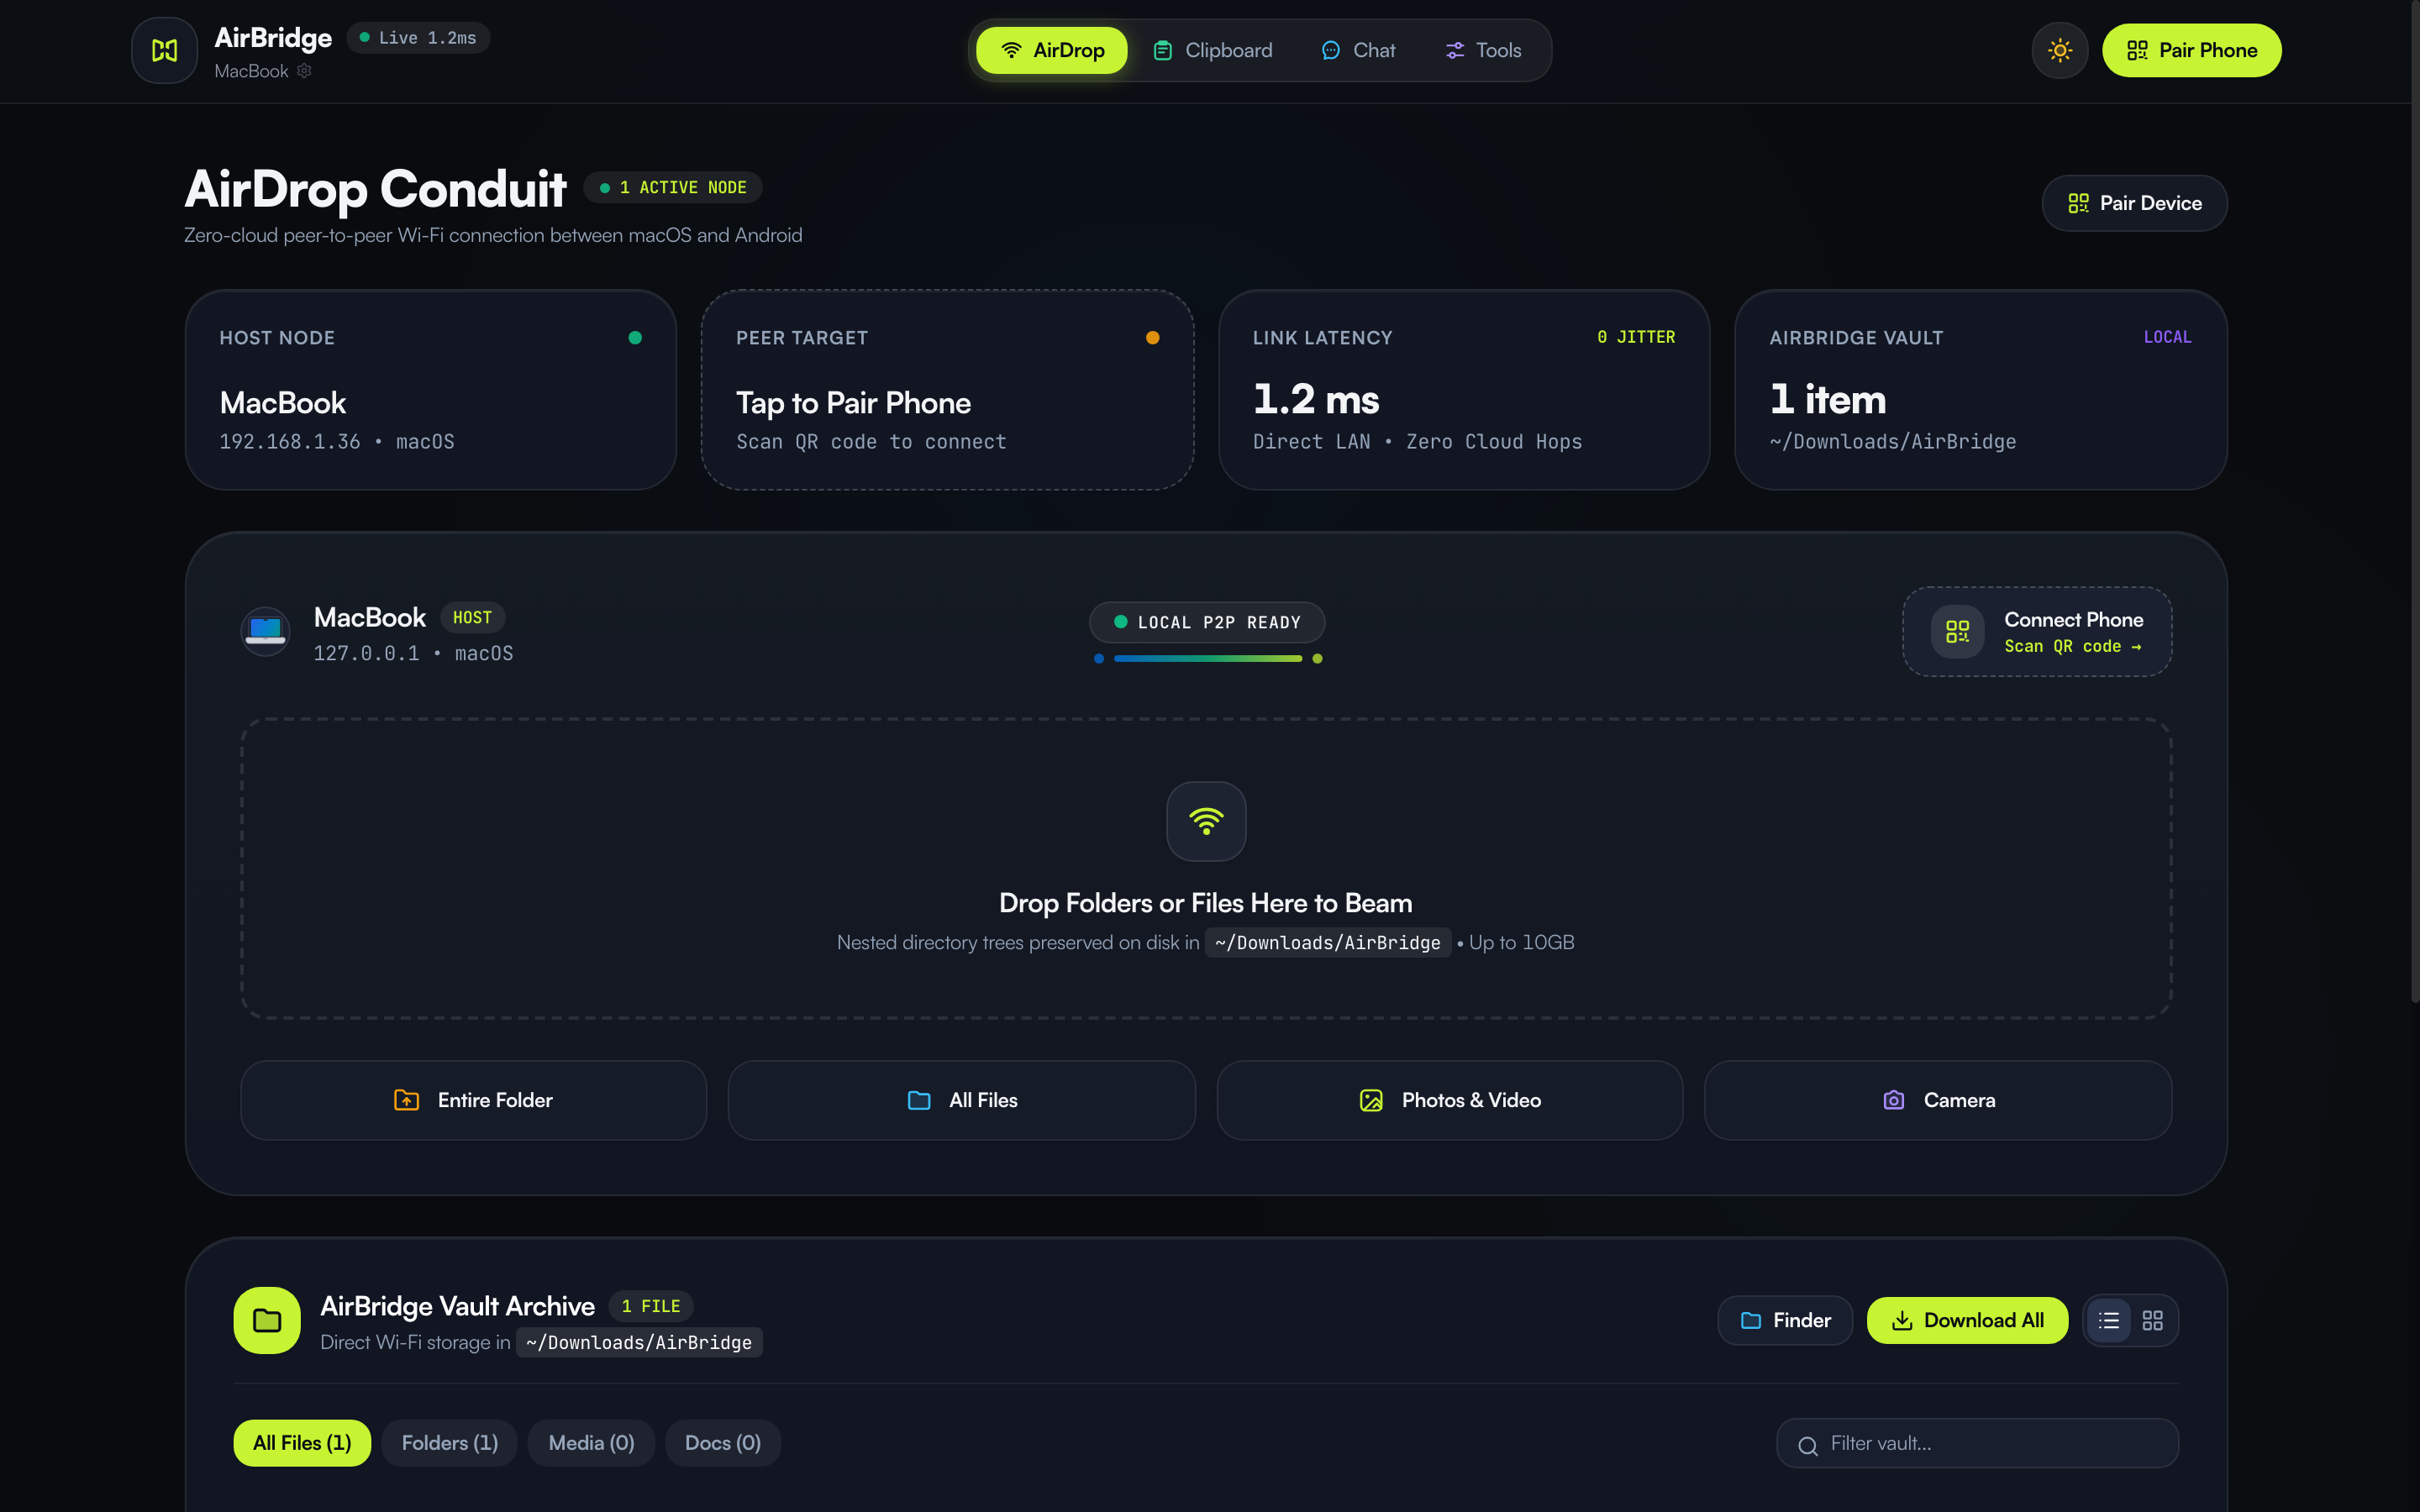 AirBridge
Live 1.2ms
MacBook
AirDrop
Clipboard
Chat
Tools
Pair Phone
AirDrop Conduit
1 ACTIVE NODE
Zero-cloud peer-to-peer Wi-Fi connection between macOS and Android
Pair Device
HOST NODE
MacBook
192.168.1.36 • macOS
PEER TARGET
Tap to Pair Phone
Scan QR code to connect
LINK LATENCY
0 JITTER
1.2 ms
Direct LAN • Zero Cloud Hops
AIRBRIDGE VAULT
LOCAL
1 item
~/Downloads/AirBridge
MacBook
HOST
127.0.0.1 • macOS
LOCAL P2P READY
Connect Phone
Scan QR code →
Drop Folders or Files Here to Beam
Nested directory trees preserved on disk in ~/Downloads/AirBridge • Up to 10GB
Entire Folder
All Files
Photos & Video
Camera
AirBridge Vault Archive
1 FILE
Direct Wi-Fi storage in ~/Downloads/AirBridge
Finder
Download All
All Files (1)
Folders (1)
Media (0)
Docs (0)
Filter vault...